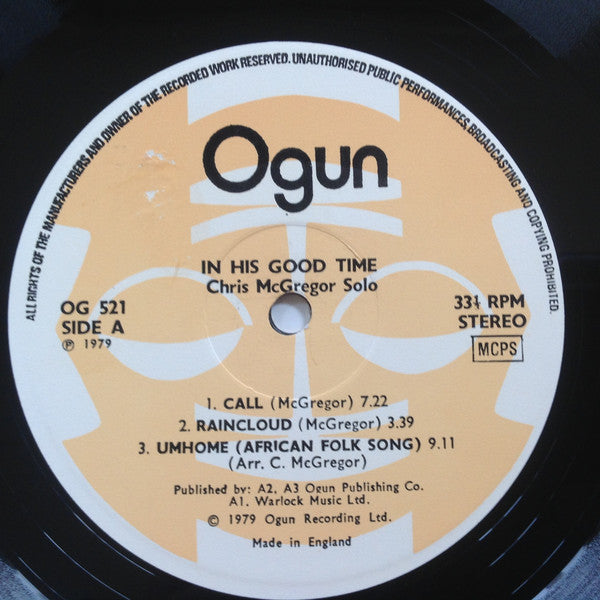 ALL RIGHTS OF THE MANUFACTURERS AND OWNER OF THE RECORDED WORK RESERVED. UNAUTHORISED PUBLIC PERFORMANCES, BROADCASTING AND COPYING PROHIBITED.
Ogun
IN HIS GOOD TIME
Chris McGregor Solo
OG 521
SIDE A
℗ 1979
33⅓ RPM
STEREO
MCPS
1. CALL (McGregor) 7.22
2. RAINCLOUD (McGregor) 3.39
3. UMHOME (AFRICAN FOLK SONG) 9.11
(Arr. C. McGregor)
Published by: A2, A3 Ogun Publishing Co.
A1. Warlock Music Ltd.
© 1979 Ogun Recording Ltd.
Made in England